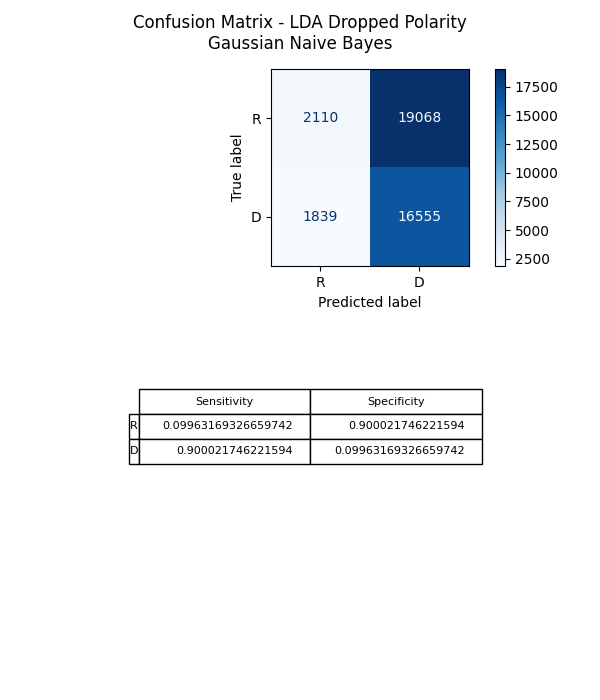 Confusion Matrix - LDA Dropped Polarity
Gaussian Naive Bayes
True label
R
D
2110 19068
1839 16555
R D
Predicted label
17500
15000
12500
10000
7500
5000
2500
Sensitivity Specificity
R 0.09963169326659742 0.900021746221594
D 0.900021746221594 0.09963169326659742